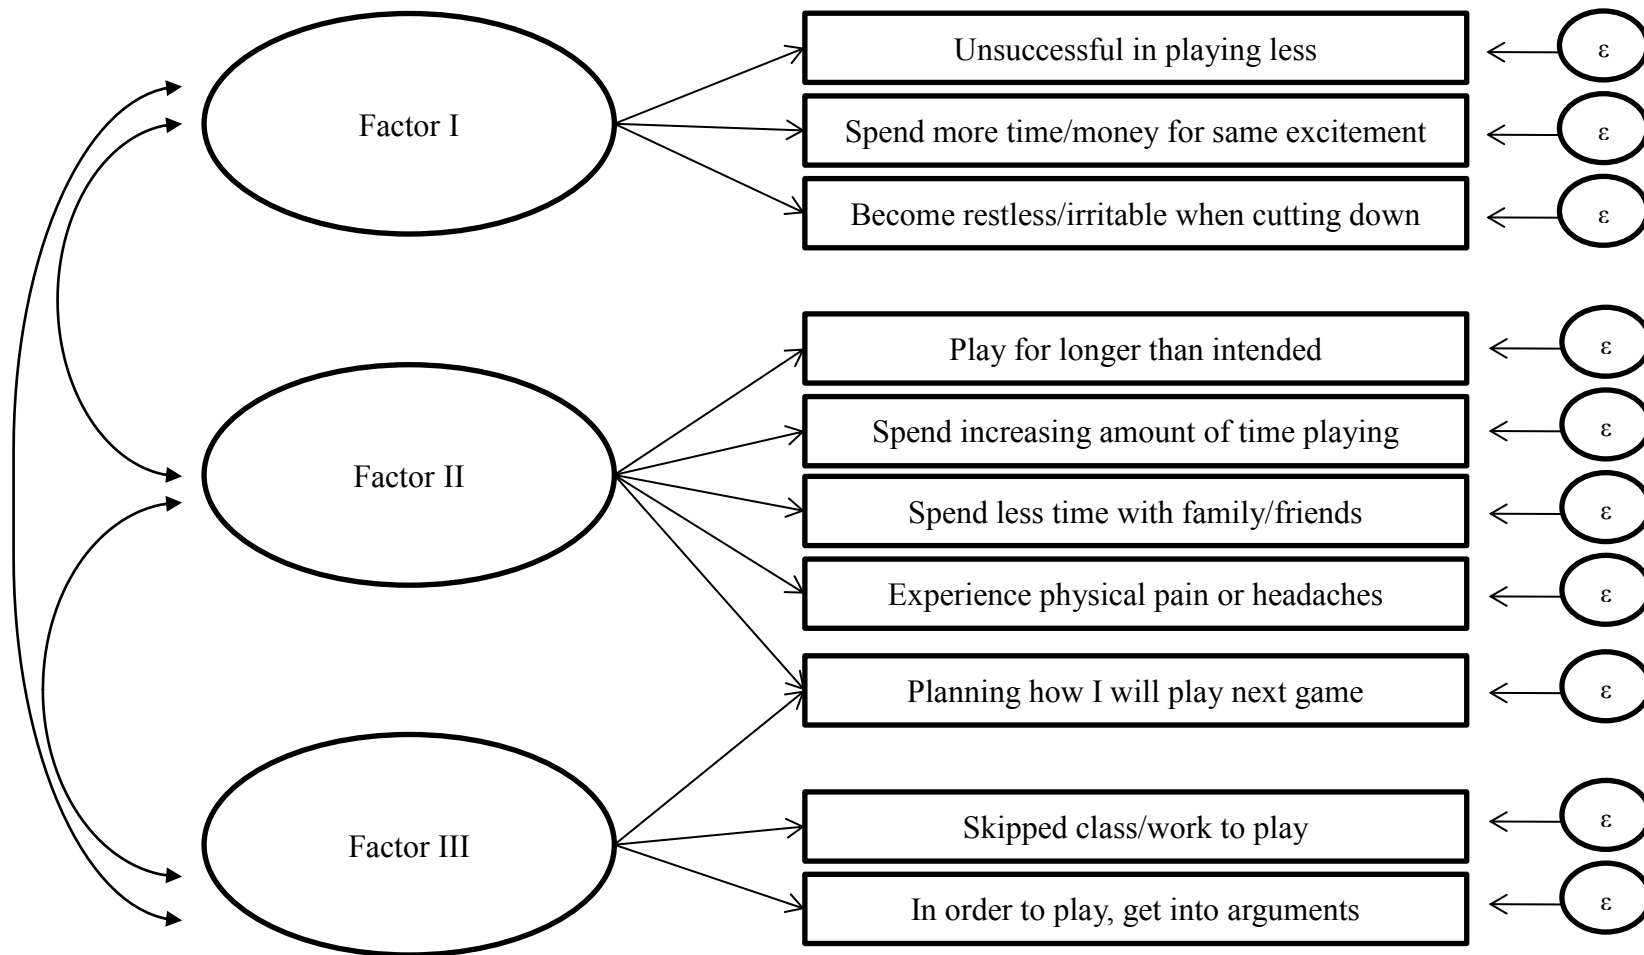 Unsuccessful in playing less
ε
Factor I
Spend more time/money for same excitement
ε
Become restless/irritable when cutting down
ε
Play for longer than intended
ε
Spend increasing amount of time playing
ε
Factor II
Spend less time with family/friends
ε
Experience physical pain or headaches
ε
Planning how I will play next game
ε
Skipped class/work to play
ε
Factor III
In order to play, get into arguments
ε